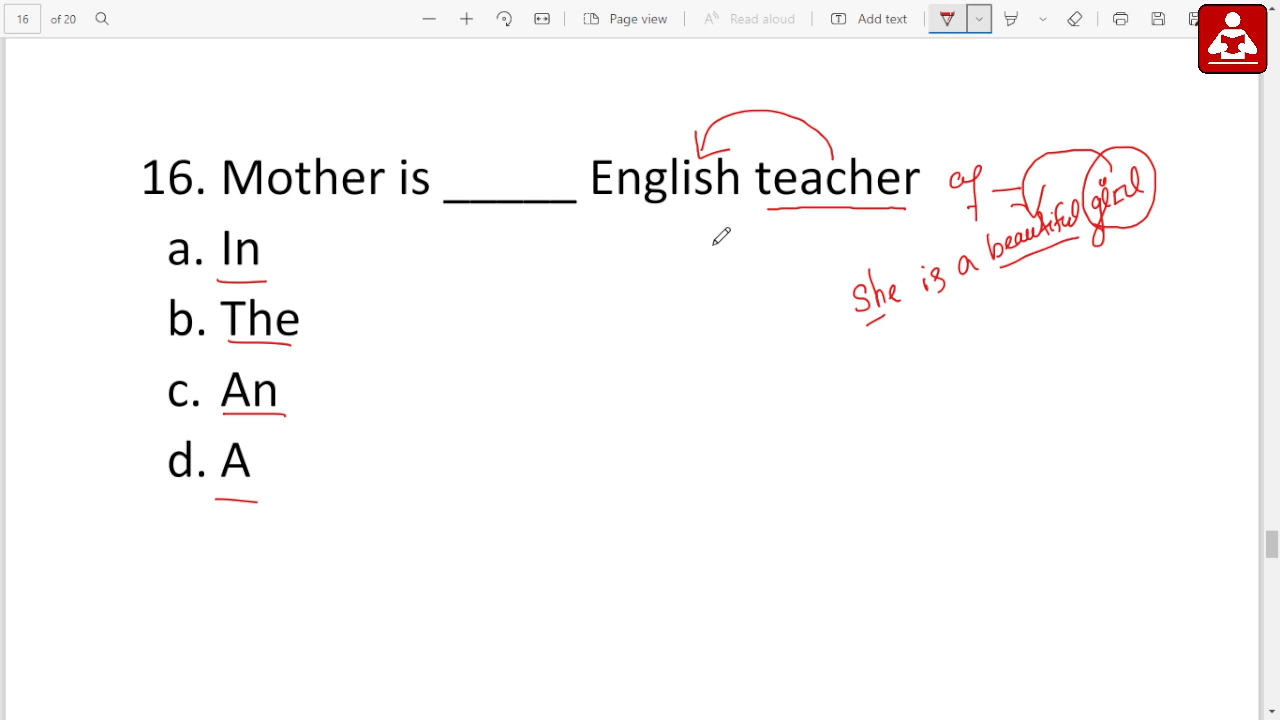 16 of 20 Page view Read aloud Add text
16. Mother is _____ English teacher
a. In
b. The
c. An
d. A
She is a beautiful girl